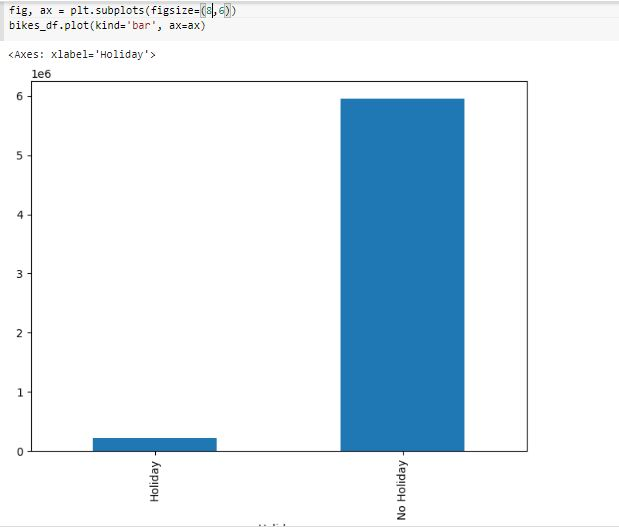 fig, ax = plt.subplots(figsize=(8,6))
bikes_df.plot(kind='bar', ax=ax)
<Axes: xlabel='Holiday'>
1e6
6
5
4
3
2
1
0
Holiday
No Holiday